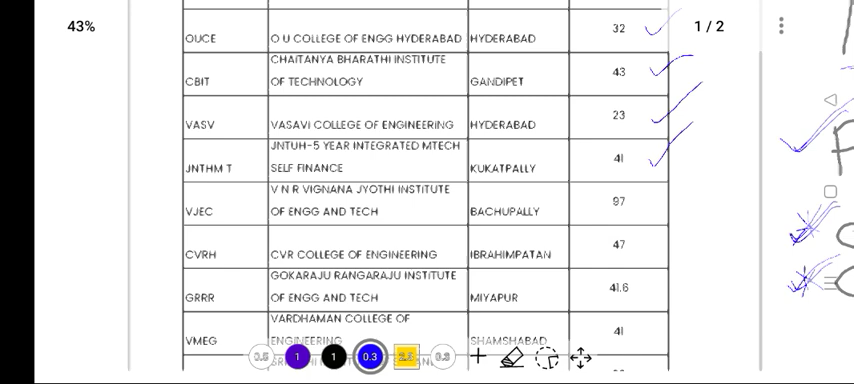 43%
1 / 2
OUCE O U COLLEGE OF ENGG HYDERABAD HYDERABAD 32
CHAITANYA BHARATHI INSTITUTE
CBIT OF TECHNOLOGY GANDIPET 43
VASV VASAVI COLLEGE OF ENGINEERING HYDERABAD 23
JNTUH-5 YEAR INTEGRATED MTECH
JNTHM T SELF FINANCE KUKATPALLY 41
V N R VIGNANA JYOTHI INSTITUTE
VJEC OF ENGG AND TECH BACHUPALLY 97
CVRH CVR COLLEGE OF ENGINEERING IBRAHIMPATAN 47
GOKARAJU RANGARAJU INSTITUTE
GRRR OF ENGG AND TECH MIYAPUR 41.6
VARDHAMAN COLLEGE OF
VMEG ENGINEERING SHAMSHABAD 41
0.5 1 1 0.3 2.3 0.3